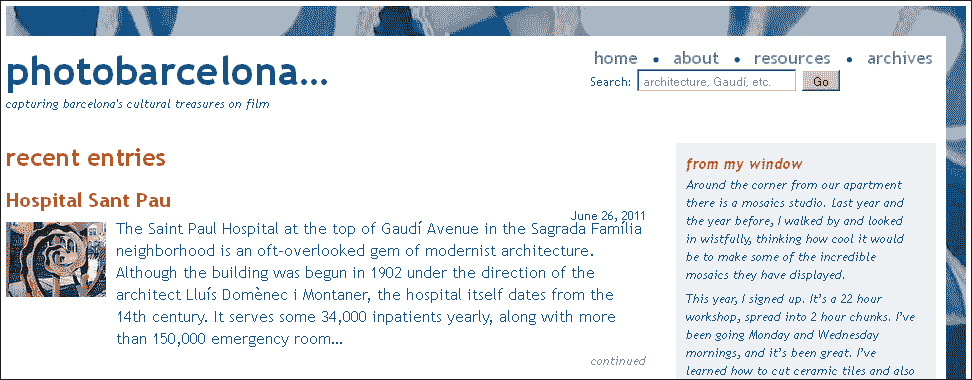 photobarcelona...
capturing barcelona's cultural treasures on film
home • about • resources • archives
Search: architecture, Gaudí, etc. Go
recent entries
Hospital Sant Pau
June 26, 2011
The Saint Paul Hospital at the top of Gaudí Avenue in the Sagrada Família
neighborhood is an oft-overlooked gem of modernist architecture.
Although the building was begun in 1902 under the direction of the
architect Lluís Domènec i Montaner, the hospital itself dates from the
14th century. It serves some 34,000 inpatients yearly, along with more
than 150,000 emergency room...
continued
from my window
Around the corner from our apartment
there is a mosaics studio. Last year and
the year before, I walked by and looked
in wistfully, thinking how cool it would
be to make some of the incredible
mosaics they have displayed.
This year, I signed up. It's a 22 hour
workshop, spread into 2 hour chunks. I've
been going Monday and Wednesday
mornings, and it's been great. I've
learned how to cut ceramic tiles and also